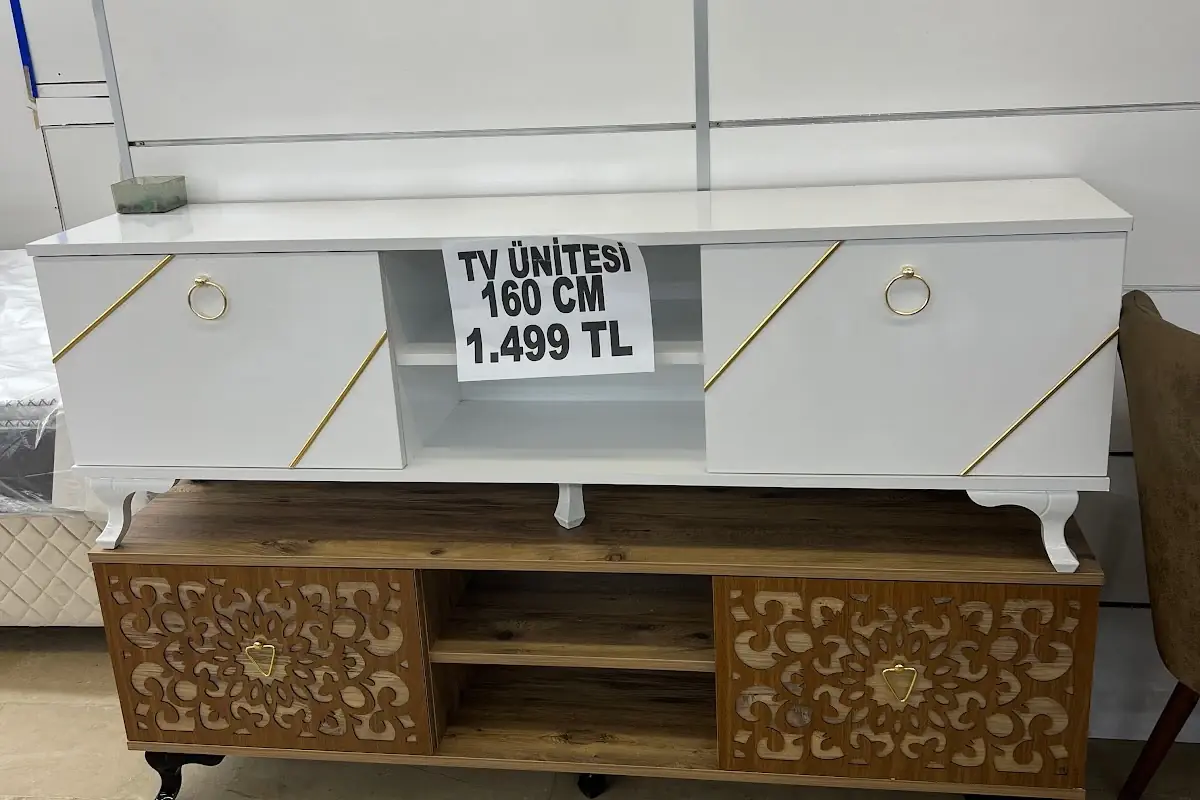 TV ÜNİTESİ
160 CM
1.499 TL